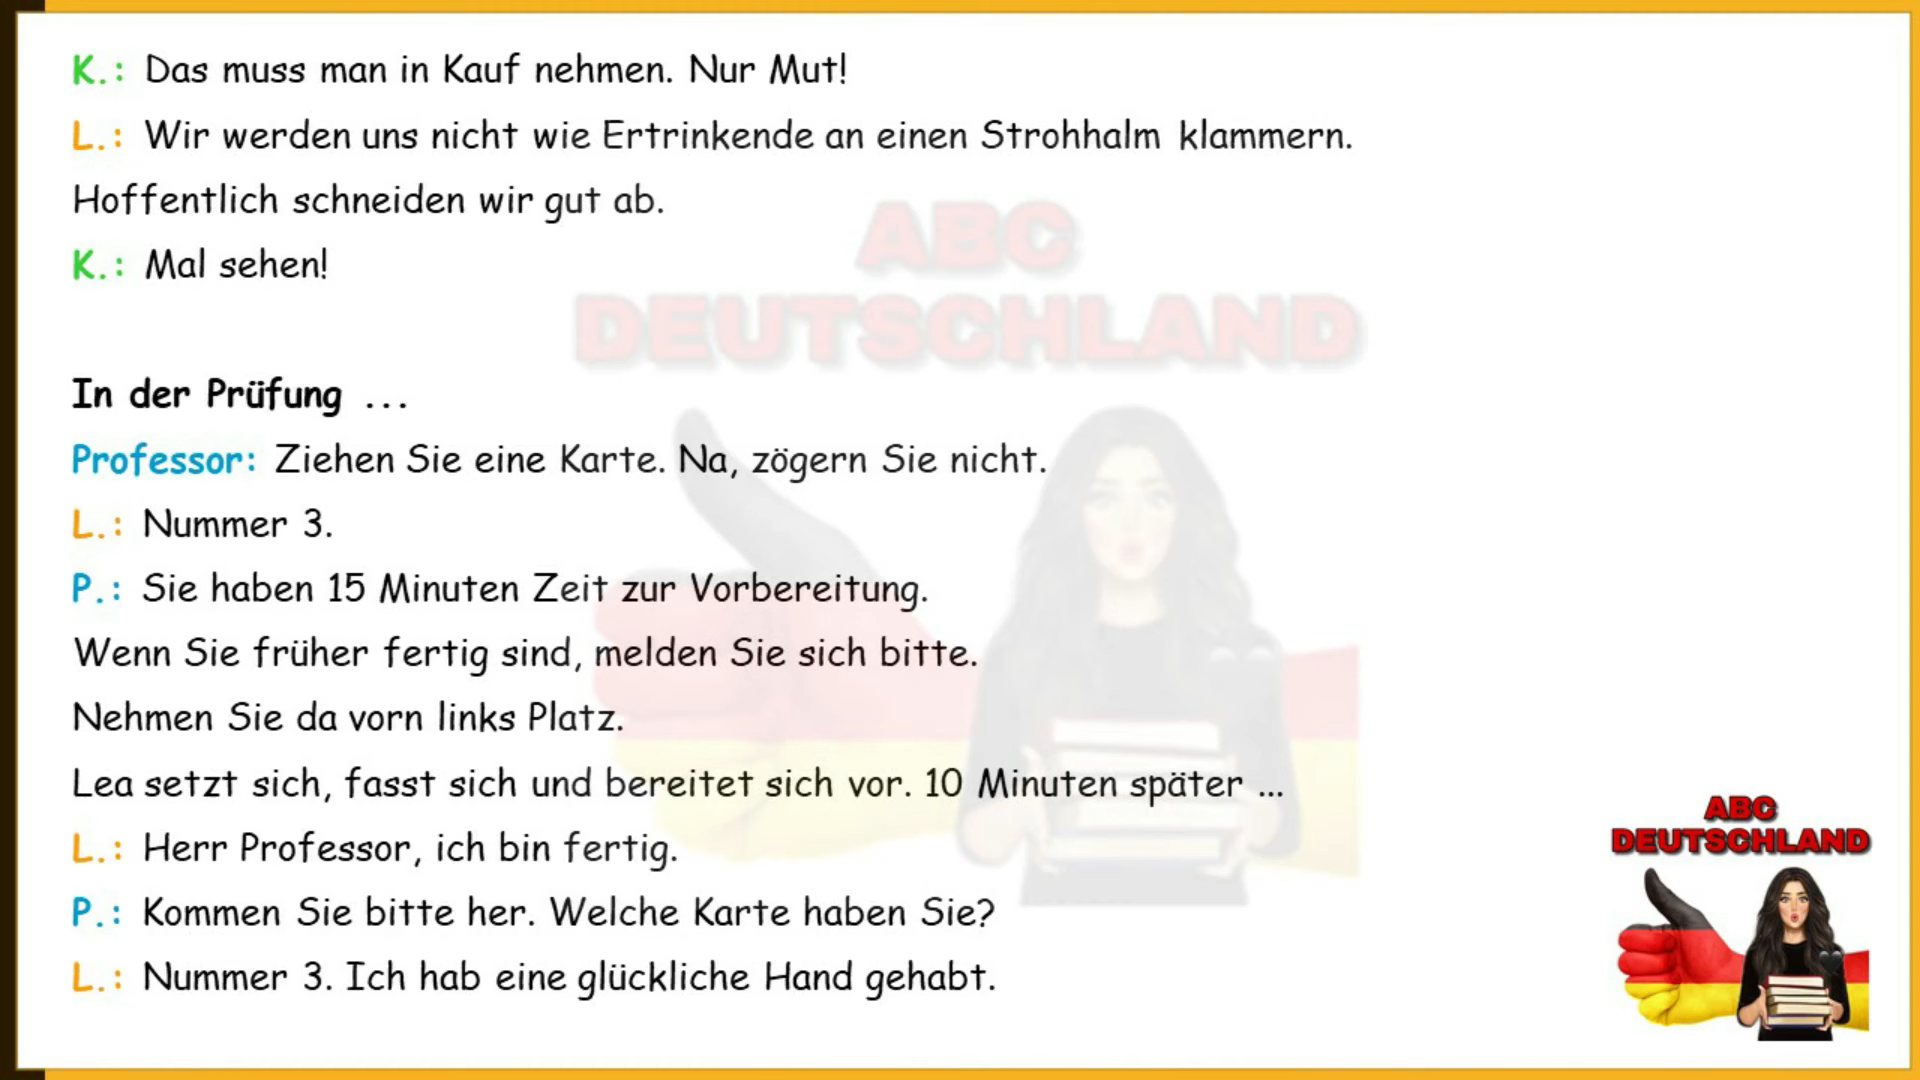 K.: Das muss man in Kauf nehmen. Nur Mut!
L.: Wir werden uns nicht wie Ertrinkende an einen Strohhalm klammern.
Hoffentlich schneiden wir gut ab.
K.: Mal sehen!
ABC
DEUTSCHLAND
In der Prüfung ...
Professor: Ziehen Sie eine Karte. Na, zögern Sie nicht.
L.: Nummer 3.
P.: Sie haben 15 Minuten Zeit zur Vorbereitung.
Wenn Sie früher fertig sind, melden Sie sich bitte.
Nehmen Sie da vorn links Platz.
Lea setzt sich, fasst sich und bereitet sich vor. 10 Minuten später ...
L.: Herr Professor, ich bin fertig.
P.: Kommen Sie bitte her. Welche Karte haben Sie?
L.: Nummer 3. Ich hab eine glückliche Hand gehabt.
ABC
DEUTSCHLAND